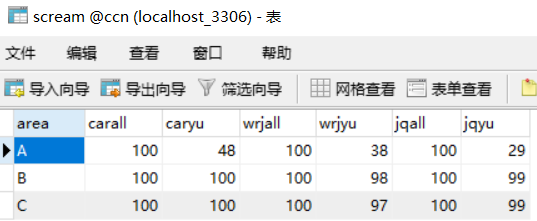 scream @ccn (localhost_3306) - 表
文件 编辑 查看 窗口 帮助
导入向导 导出向导 筛选向导 网格查看 表单查看
area carall caryu wrjall wrjyu jqall jqyu
A 100 48 100 38 100 29
B 100 100 100 98 100 99
C 100 100 100 97 100 99